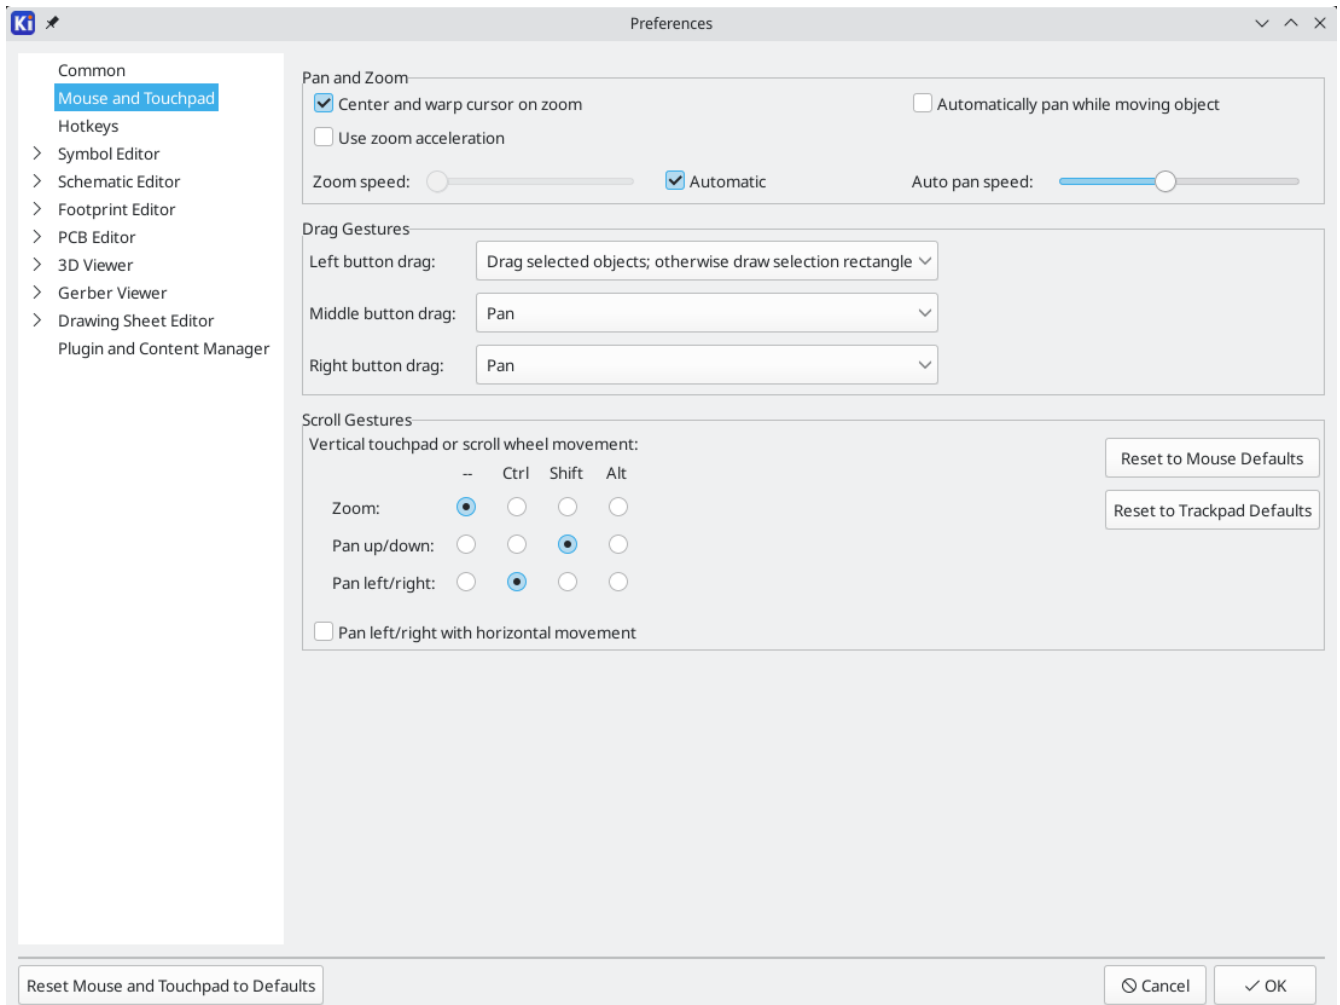 Ki Preferences
Common
Mouse and Touchpad
Hotkeys
Symbol Editor
Schematic Editor
Footprint Editor
PCB Editor
3D Viewer
Gerber Viewer
Drawing Sheet Editor
Plugin and Content Manager
Pan and Zoom
Center and warp cursor on zoom Automatically pan while moving object
Use zoom acceleration
Zoom speed: Automatic Auto pan speed:
Drag Gestures
Left button drag: Drag selected objects; otherwise draw selection rectangle
Middle button drag: Pan
Right button drag: Pan
Scroll Gestures
Vertical touchpad or scroll wheel movement:
-- Ctrl Shift Alt
Zoom:
Pan up/down:
Pan left/right:
Pan left/right with horizontal movement
Reset to Mouse Defaults
Reset to Trackpad Defaults
Reset Mouse and Touchpad to Defaults Cancel OK